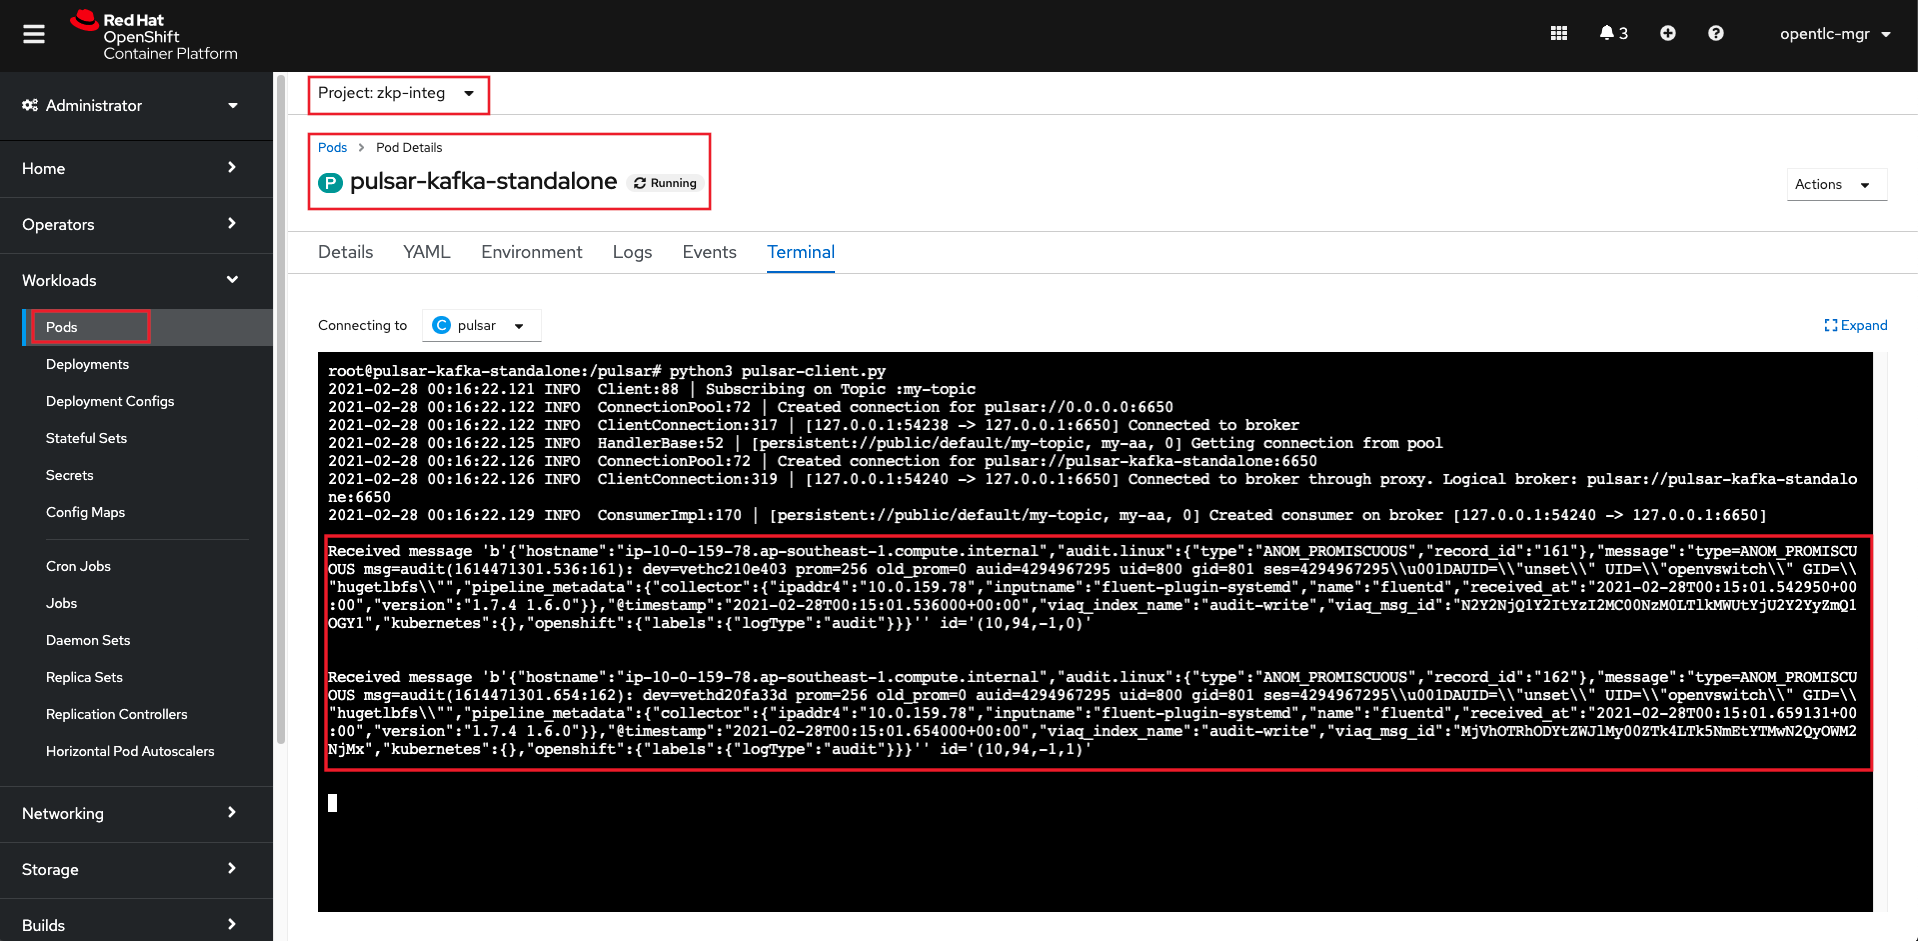 Red Hat
OpenShift
Container Platform
3
opentlc-mgr
Administrator
Home
Operators
Workloads
Pods
Deployments
Deployment Configs
Stateful Sets
Secrets
Config Maps
Cron Jobs
Jobs
Daemon Sets
Replica Sets
Replication Controllers
Horizontal Pod Autoscalers
Networking
Storage
Builds
Project: zkp-integ
Pods > Pod Details
P pulsar-kafka-standalone Running
Actions
Details YAML Environment Logs Events Terminal
Connecting to C pulsar
Expand
root@pulsar-kafka-standalone:/pulsar# python3 pulsar-client.py
2021-02-28 00:16:22.121 INFO  Client:88 | Subscribing on Topic :my-topic
2021-02-28 00:16:22.122 INFO  ConnectionPool:72 | Created connection for pulsar://0.0.0.0:6650
2021-02-28 00:16:22.122 INFO  ClientConnection:317 | [127.0.0.1:54238 -> 127.0.0.1:6650] Connected to broker
2021-02-28 00:16:22.125 INFO  HandlerBase:52 | [persistent://public/default/my-topic, my-aa, 0] Getting connection from pool
2021-02-28 00:16:22.126 INFO  ConnectionPool:72 | Created connection for pulsar://pulsar-kafka-standalone:6650
2021-02-28 00:16:22.126 INFO  ClientConnection:319 | [127.0.0.1:54240 -> 127.0.0.1:6650] Connected to broker through proxy. Logical broker: pulsar://pulsar-kafka-standalo
ne:6650
2021-02-28 00:16:22.129 INFO  ConsumerImpl:170 | [persistent://public/default/my-topic, my-aa, 0] Created consumer on broker [127.0.0.1:54240 -> 127.0.0.1:6650]
Received message 'b'{"hostname":"ip-10-0-159-78.ap-southeast-1.compute.internal","audit.linux":{"type":"ANOM_PROMISCUOUS","record_id":"161"},"message":"type=ANOM_PROMISCU
OUS msg=audit(1614471301.536:161): dev=vethc210e403 prom=256 old_prom=0 auid=4294967295 uid=800 gid=801 ses=4294967295\\u001DAUID=\\"unset\\" UID=\\"openvswitch\\" GID=\\
"hugetlbfs\\"","pipeline_metadata":{"collector":{"ipaddr4":"10.0.159.78","inputname":"fluent-plugin-systemd","name":"fluentd","received_at":"2021-02-28T00:15:01.542950+00
:00","version":"1.7.4 1.6.0"}},"@timestamp":"2021-02-28T00:15:01.536000+00:00","viaq_index_name":"audit-write","viaq_msg_id":"N2Y2NjQ1Y2ItYzI2MC00NzM0LTlkMWUtYjU2Y2YyZmQ1
OGY1","kubernetes":{},"openshift":{"labels":{"logType":"audit"}}}'' id='(10,94,-1,0)'
Received message 'b'{"hostname":"ip-10-0-159-78.ap-southeast-1.compute.internal","audit.linux":{"type":"ANOM_PROMISCUOUS","record_id":"162"},"message":"type=ANOM_PROMISCU
OUS msg=audit(1614471301.654:162): dev=vethd20fa33d prom=256 old_prom=0 auid=4294967295 uid=800 gid=801 ses=4294967295\\u001DAUID=\\"unset\\" UID=\\"openvswitch\\" GID=\\
"hugetlbfs\\"","pipeline_metadata":{"collector":{"ipaddr4":"10.0.159.78","inputname":"fluent-plugin-systemd","name":"fluentd","received_at":"2021-02-28T00:15:01.659131+00
:00","version":"1.7.4 1.6.0"}},"@timestamp":"2021-02-28T00:15:01.654000+00:00","viaq_index_name":"audit-write","viaq_msg_id":"MjVhOTRhODYtZWJlMy00ZTk4LTk5NmEtYTMwN2QyOWM2
NjMx","kubernetes":{},"openshift":{"labels":{"logType":"audit"}}}'' id='(10,94,-1,1)'